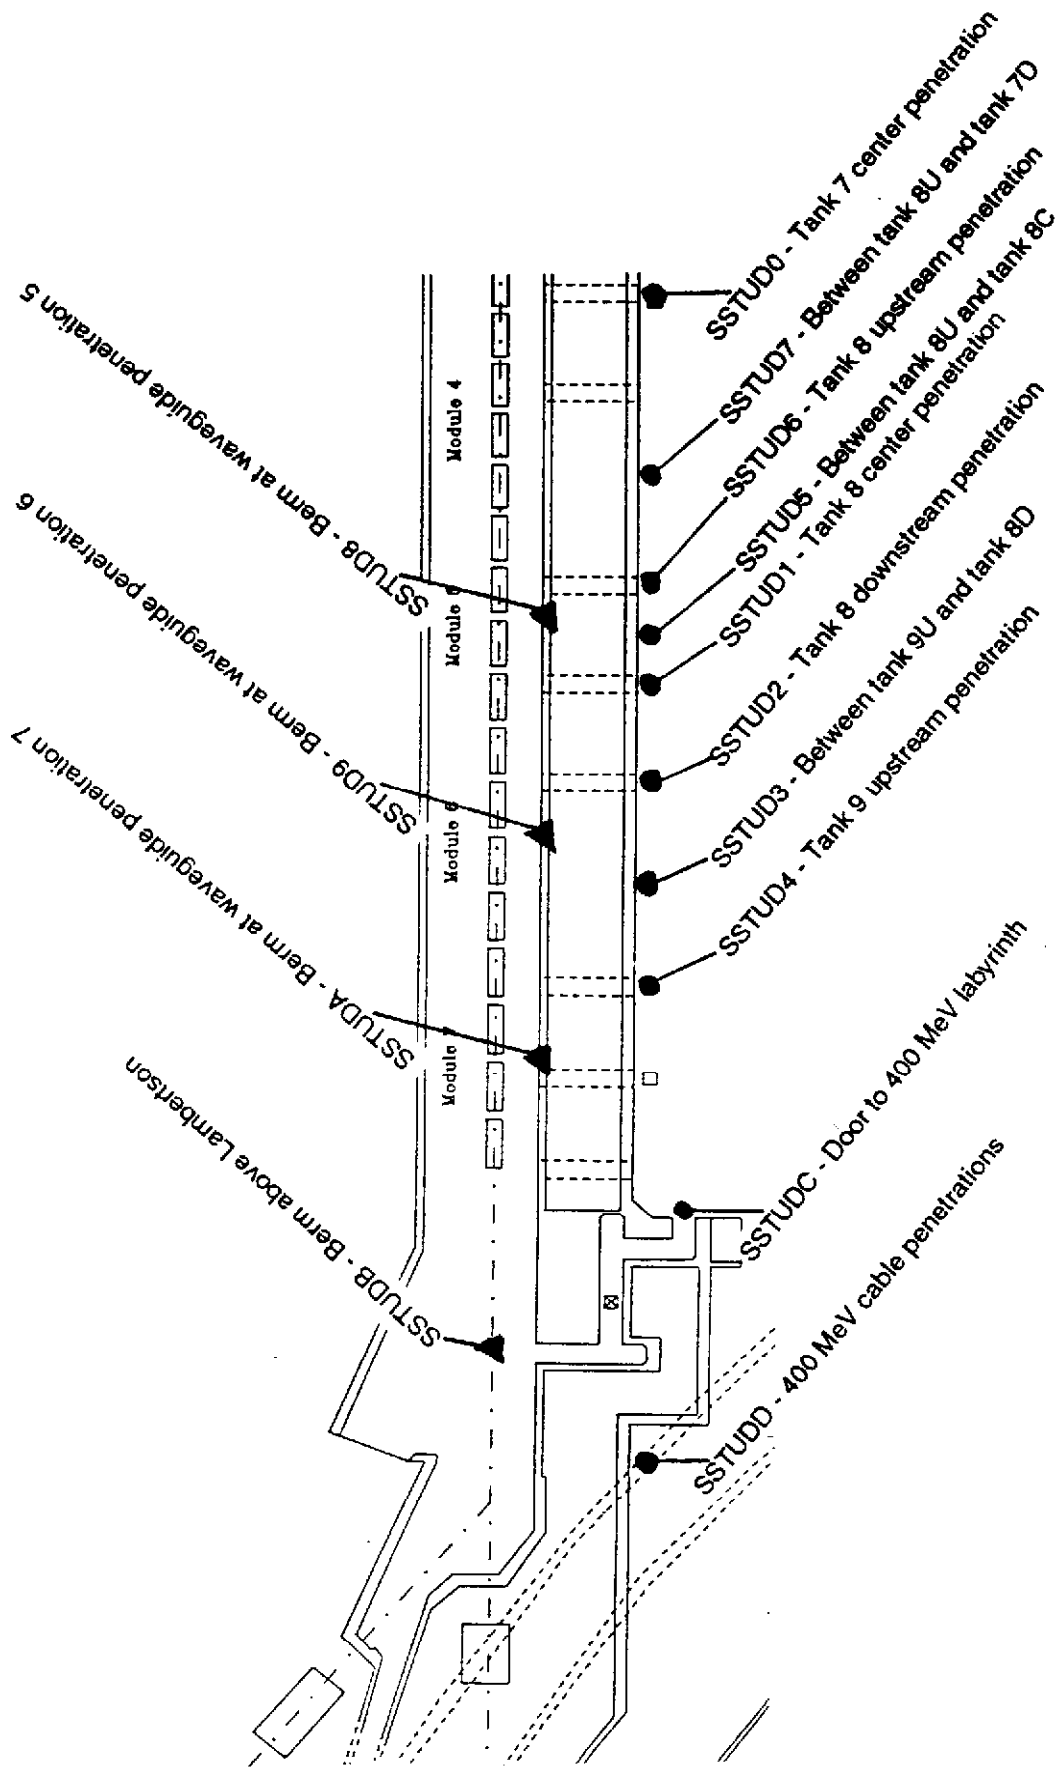 SSTUD0 - Tank 7 center penetration
SSTUD7 - Between tank 8U and tank 7D
SSTUD6 - Tank 8 upstream penetration
SSTUD5 - Between tank 8U and tank 8C
SSTUD1 - Tank 8 center penetration
SSTUD2 - Tank 8 downstream penetration
SSTUD3 - Between tank 9U and tank 8D
SSTUD4 - Tank 9 upstream penetration
SSTUDC - Door to 400 MeV labyrinth
SSTUDD - 400 MeV cable penetrations
SSTUD8 - Berm at waveguide penetration 5
SSTUD9 - Berm at waveguide penetration 6
SSTUDA - Berm at waveguide penetration 7
SSTUDB - Berm above Lambertson
Module 4
Module
Module 6
Module